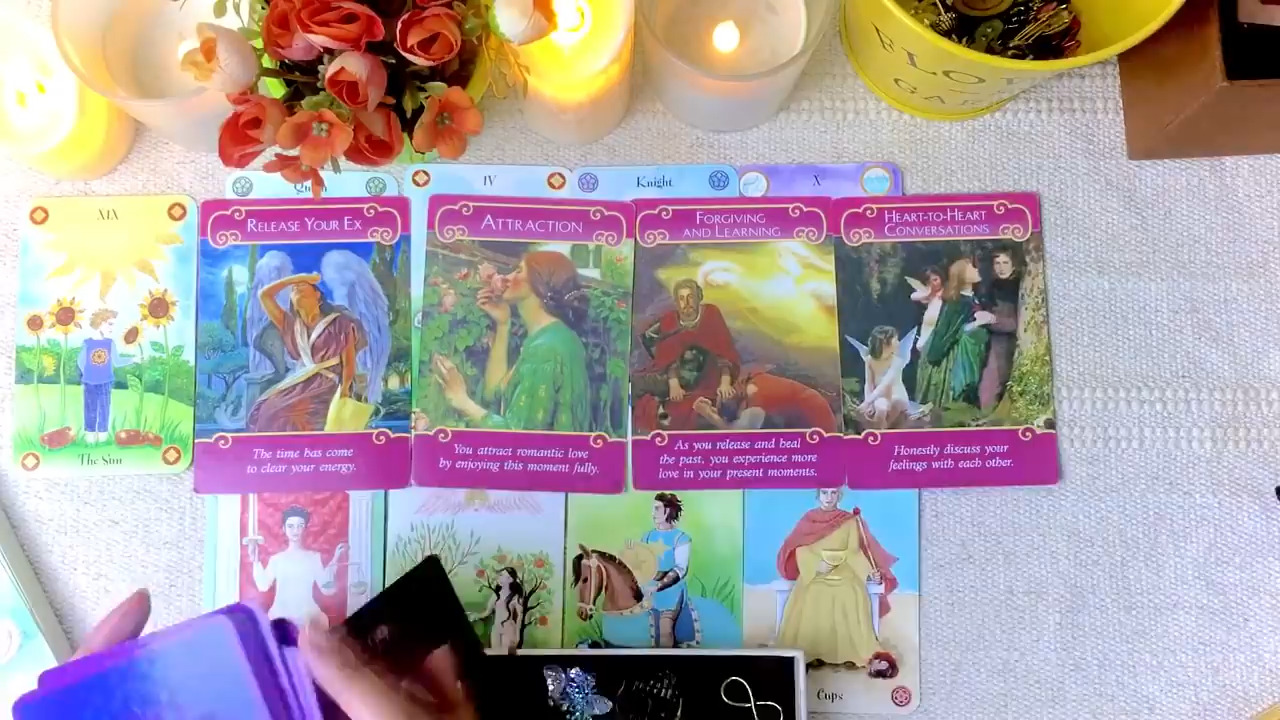 IV
Knight
X
XIX
RELEASE YOUR EX
ATTRACTION
FORGIVING
AND LEARNING
HEART-TO-HEART
CONVERSATIONS
The Sun
The time has come
to clear your energy.
You attract romantic love
by enjoying this moment fully.
As you release and heal
the past, you experience more
love in your present moments.
Honestly discuss your
feelings with each other.
Cups